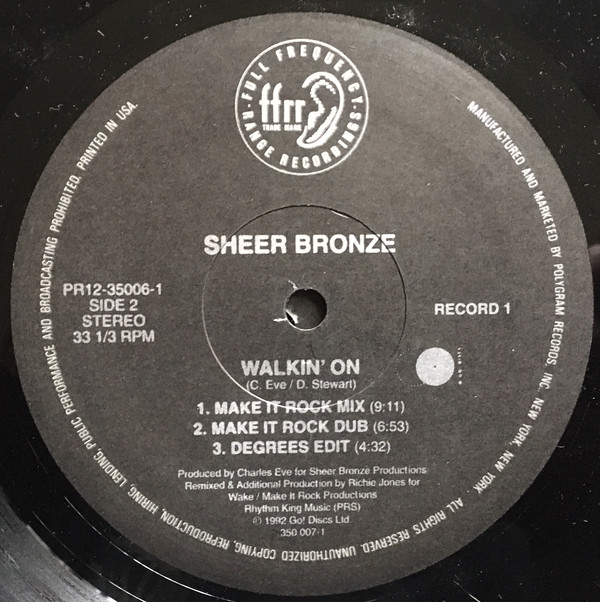 FULL FREQUENCY
ffrr
TRADE MARK
RANGE RECORDINGS
SHEER BRONZE
PR12-35006-1
SIDE 2
STEREO
33 1/3 RPM
RECORD 1
WALKIN' ON
(C. Eve / D. Stewart)
1. MAKE IT ROCK MIX (9:11)
2. MAKE IT ROCK DUB (6:53)
3. DEGREES EDIT (4:32)
Produced by Charles Eve for Sheer Bronze Productions
Remixed & Additional Production by Richie Jones for
Wake / Make It Rock Productions
Rhythm King Music (PRS)
℗ 1992 Go! Discs Ltd
350 007-1
MANUFACTURED AND MARKETED BY POLYGRAM RECORDS, INC. NEW YORK, NEW YORK. ALL RIGHTS RESERVED. UNAUTHORIZED COPYING, REPRODUCTION, HIRING, LENDING, PUBLIC PERFORMANCE AND BROADCASTING PROHIBITED. PRINTED IN USA.